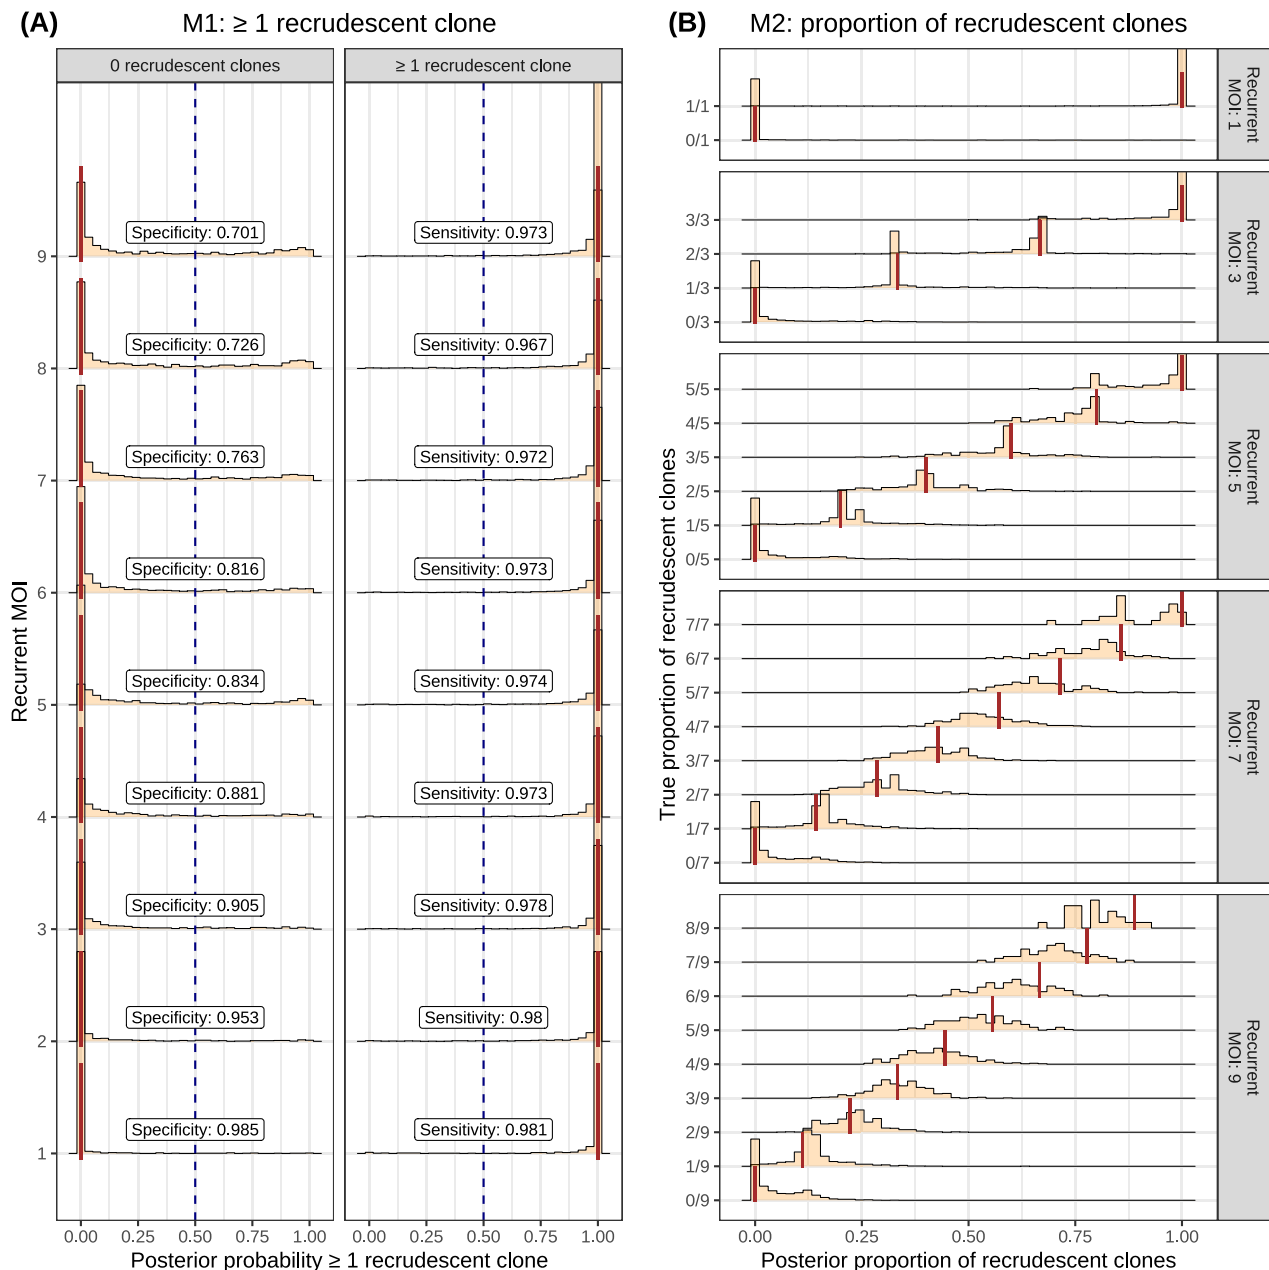 (A)
M1: ≥ 1 recrudescent clone
0 recrudescent clones
≥ 1 recrudescent clone
Recurrent MOI
9
Specificity: 0.701
Sensitivity: 0.973
8
Specificity: 0.726
Sensitivity: 0.967
7
Specificity: 0.763
Sensitivity: 0.972
6
Specificity: 0.816
Sensitivity: 0.973
5
Specificity: 0.834
Sensitivity: 0.974
4
Specificity: 0.881
Sensitivity: 0.973
3
Specificity: 0.905
Sensitivity: 0.978
2
Specificity: 0.953
Sensitivity: 0.98
1
Specificity: 0.985
Sensitivity: 0.981
0.00 0.25 0.50 0.75 1.00
0.00 0.25 0.50 0.75 1.00
Posterior probability ≥ 1 recrudescent clone
(B)
M2: proportion of recrudescent clones
True proportion of recrudescent clones
1/1
0/1
Recurrent
MOI: 1
3/3
2/3
1/3
0/3
Recurrent
MOI: 3
5/5
4/5
3/5
2/5
1/5
0/5
Recurrent
MOI: 5
7/7
6/7
5/7
4/7
3/7
2/7
1/7
0/7
Recurrent
MOI: 7
8/9
7/9
6/9
5/9
4/9
3/9
2/9
1/9
0/9
Recurrent
MOI: 9
0.00 0.25 0.50 0.75 1.00
Posterior proportion of recrudescent clones